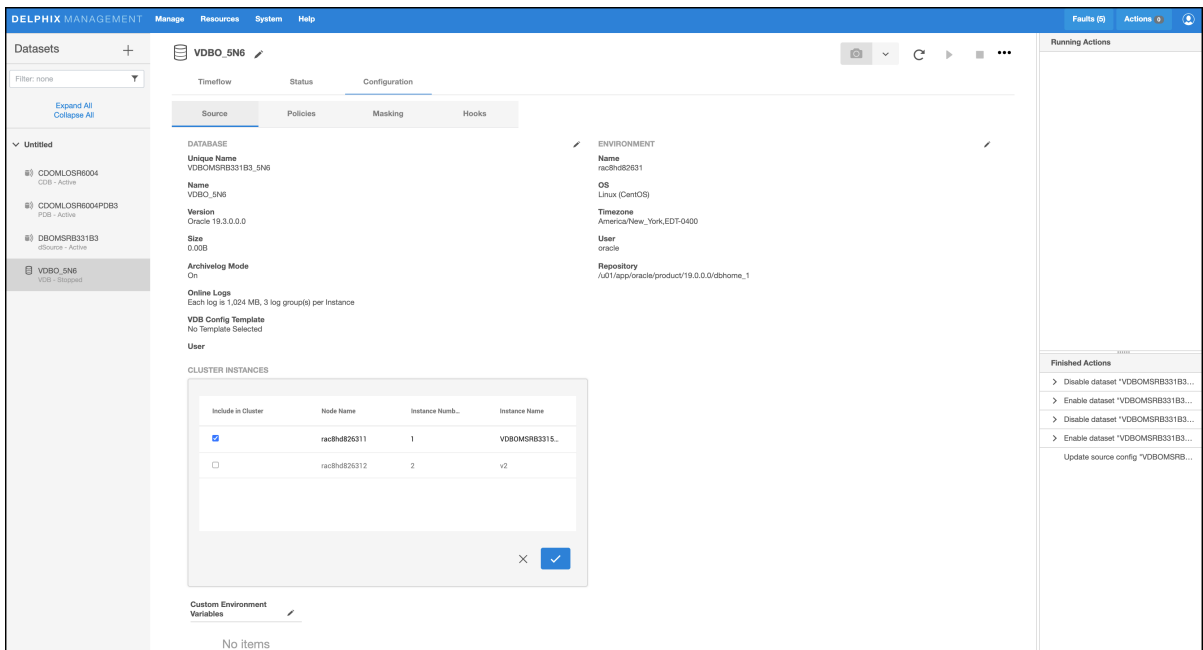 DELPHIX MANAGEMENT Manage Resources System Help Faults (5) Actions 0
Datasets
Filter: none
Expand All
Collapse All
Untitled
CDOMLOSR6004
CDB - Active
CDOMLOSR6004PDB3
PDB - Active
DBOMSRB331B3
dSource - Active
VDBO_5N6
VDB - Stopped
VDBO_5N6
Timeflow Status Configuration
Source Policies Masking Hooks
DATABASE
Unique Name
VDBOMSRB331B3_5N6
Name
VDBO_5N6
Version
Oracle 19.3.0.0.0
Size
0.00B
Archivelog Mode
On
Online Logs
Each log is 1,024 MB, 3 log group(s) per Instance
VDB Config Template
No Template Selected
User
ENVIRONMENT
Name
rac8hd82631
OS
Linux (CentOS)
Timezone
America/New_York,EDT-0400
User
oracle
Repository
/u01/app/oracle/product/19.0.0.0/dbhome_1
CLUSTER INSTANCES
Include in Cluster Node Name Instance Numb... Instance Name
rac8hd826311 1 VDBOMSRB3315...
rac8hd826312 2 v2
Custom Environment
Variables
No items
Running Actions
Finished Actions
Disable dataset "VDBOMSRB331B3...
Enable dataset "VDBOMSRB331B3...
Disable dataset "VDBOMSRB331B3...
Enable dataset "VDBOMSRB331B3...
Update source config "VDBOMSRB...